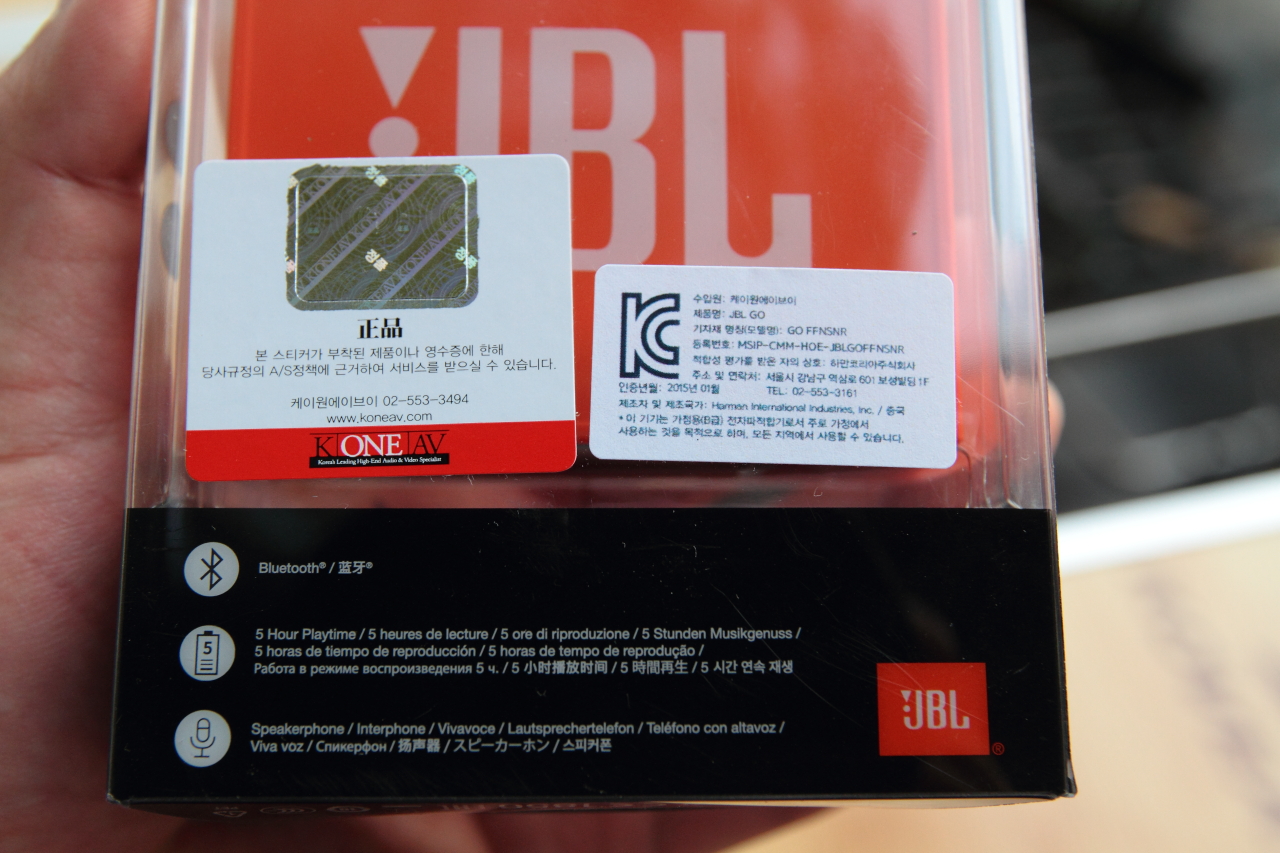 JBL
정품
정품
정품
정품
KONEAV KONEAV
正品
본 스티커가 부착된 제품이나 영수증에 한해
당사규정의 A/S정책에 근거하여 서비스를 받으실 수 있습니다.
케이원에이브이 02-553-3494
www.koneav.com
KONEAV
Korea's Leading High-End Audio & Video Specialist
수입원: 케이원에이브이
제품명: JBL GO
기자재 명칭(모델명): GO FFNSNR
등록번호: MSIP-CMM-HOE-JBLGOFFNSNR
적합성 평가를 받은 자의 상호: 하만코리아주식회사
주소 및 연락처: 서울시 강남구 역삼로 601 보생빌딩 1F
인증년월: 2015년 01월 TEL: 02-553-3161
제조자 및 제조국가: Harman International Industries, Inc. / 중국
* 이 기기는 가정용(B급) 전자파적합기기로서 주로 가정에서
사용하는 것을 목적으로 하며, 모든 지역에서 사용할 수 있습니다.
Bluetooth® / 蓝牙®
5
5 Hour Playtime / 5 heures de lecture / 5 ore di riproduzione / 5 Stunden Musikgenuss /
5 horas de tiempo de reproducción / 5 horas de tempo de reprodução /
Работа в режиме воспроизведения 5 ч. / 5 小时播放时间 / 5 時間再生 / 5 시간 연속 재생
Speakerphone / Interphone / Vivavoce / Lautsprechertelefon / Teléfono con altavoz /
Viva voz / Спикерфон / 扬声器 / スピーカーホン / 스피커폰
JBL®